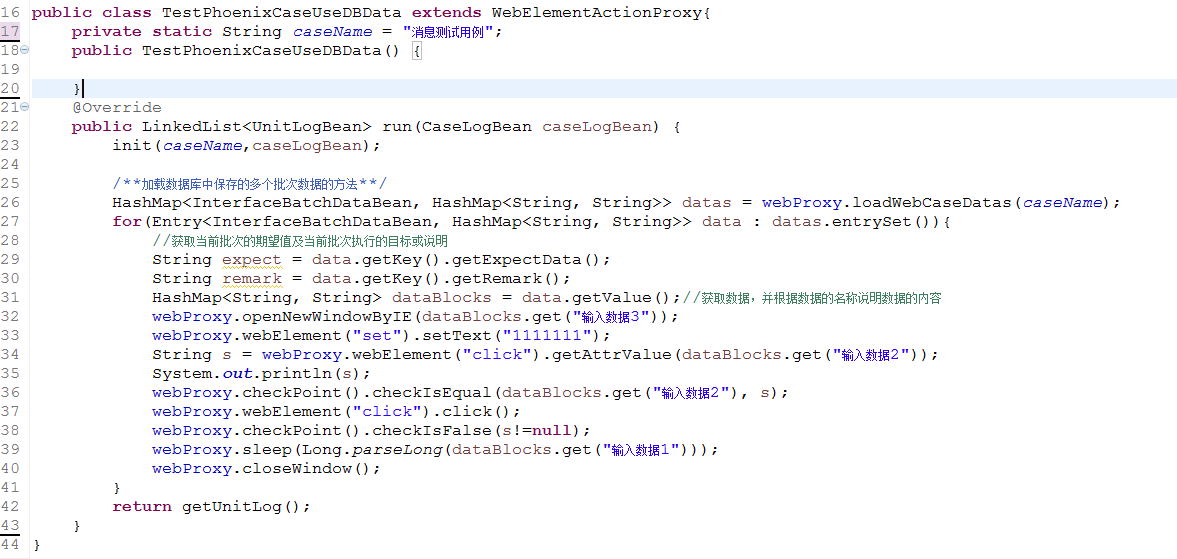 16 public class TestPhoenixCaseUseDBData extends WebElementActionProxy{
17     private static String caseName = "消息测试用例";
18     public TestPhoenixCaseUseDBData() {
19
20     }
21     @Override
22     public LinkedList<UnitLogBean> run(CaseLogBean caseLogBean) {
23         init(caseName,caseLogBean);
24
25         /**加载数据库中保存的多个批次数据的方法**/
26         HashMap<InterfaceBatchDataBean, HashMap<String, String>> datas = webProxy.loadWebCaseDatas(caseName);
27         for(Entry<InterfaceBatchDataBean, HashMap<String, String>> data : datas.entrySet()){
28             //获取当前批次的期望值及当前批次执行的目标或说明
29             String expect = data.getKey().getExpectData();
30             String remark = data.getKey().getRemark();
31             HashMap<String, String> dataBlocks = data.getValue();//获取数据，并根据数据的名称说明数据的内容
32             webProxy.openNewWindowByIE(dataBlocks.get("输入数据3"));
33             webProxy.webElement("set").setText("1111111");
34             String s = webProxy.webElement("click").getAttrValue(dataBlocks.get("输入数据2"));
35             System.out.println(s);
36             webProxy.checkPoint().checkIsEqual(dataBlocks.get("输入数据2"), s);
37             webProxy.webElement("click").click();
38             webProxy.checkPoint().checkIsFalse(s!=null);
39             webProxy.sleep(Long.parseLong(dataBlocks.get("输入数据1")));
40             webProxy.closeWindow();
41         }
42         return getUnitLog();
43     }
44 }